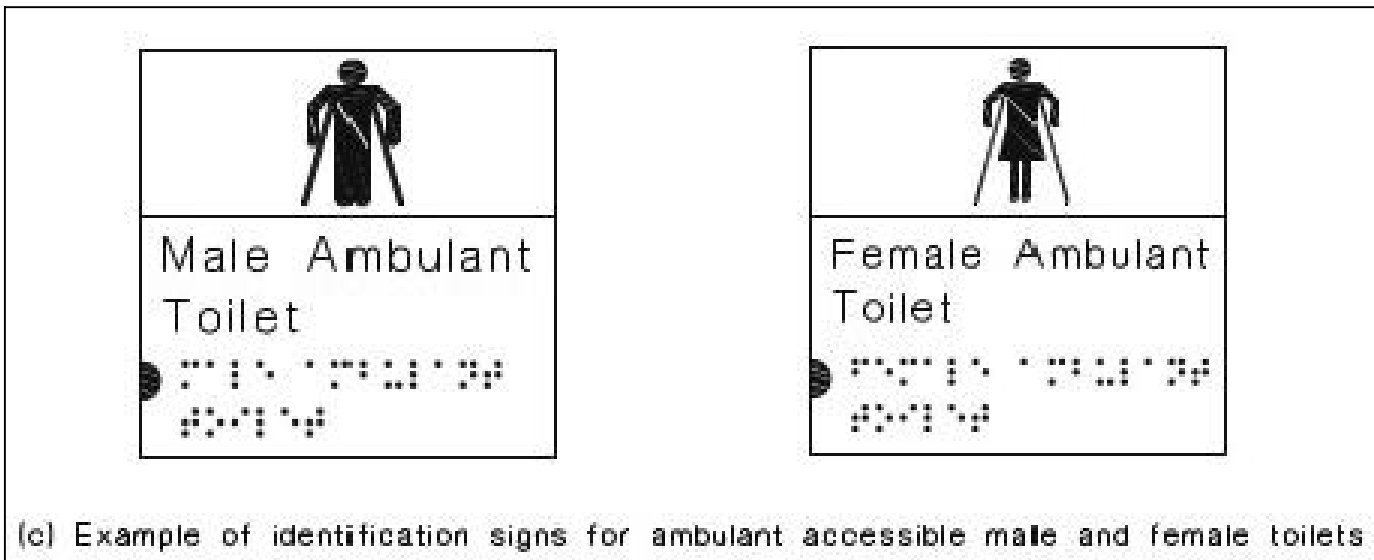 Male Ambulant
Toilet
⠍⠁⠇⠑ ⠁⠍⠃⠥⠇⠁⠝⠞
⠞⠕⠊⠇⠑⠞
Female Ambulant
Toilet
⠋⠑⠍⠁⠇⠑ ⠁⠍⠃⠥⠇⠁⠝⠞
⠞⠕⠊⠇⠑⠞
(c) Example of identification signs for ambulant accessible male and female toilets